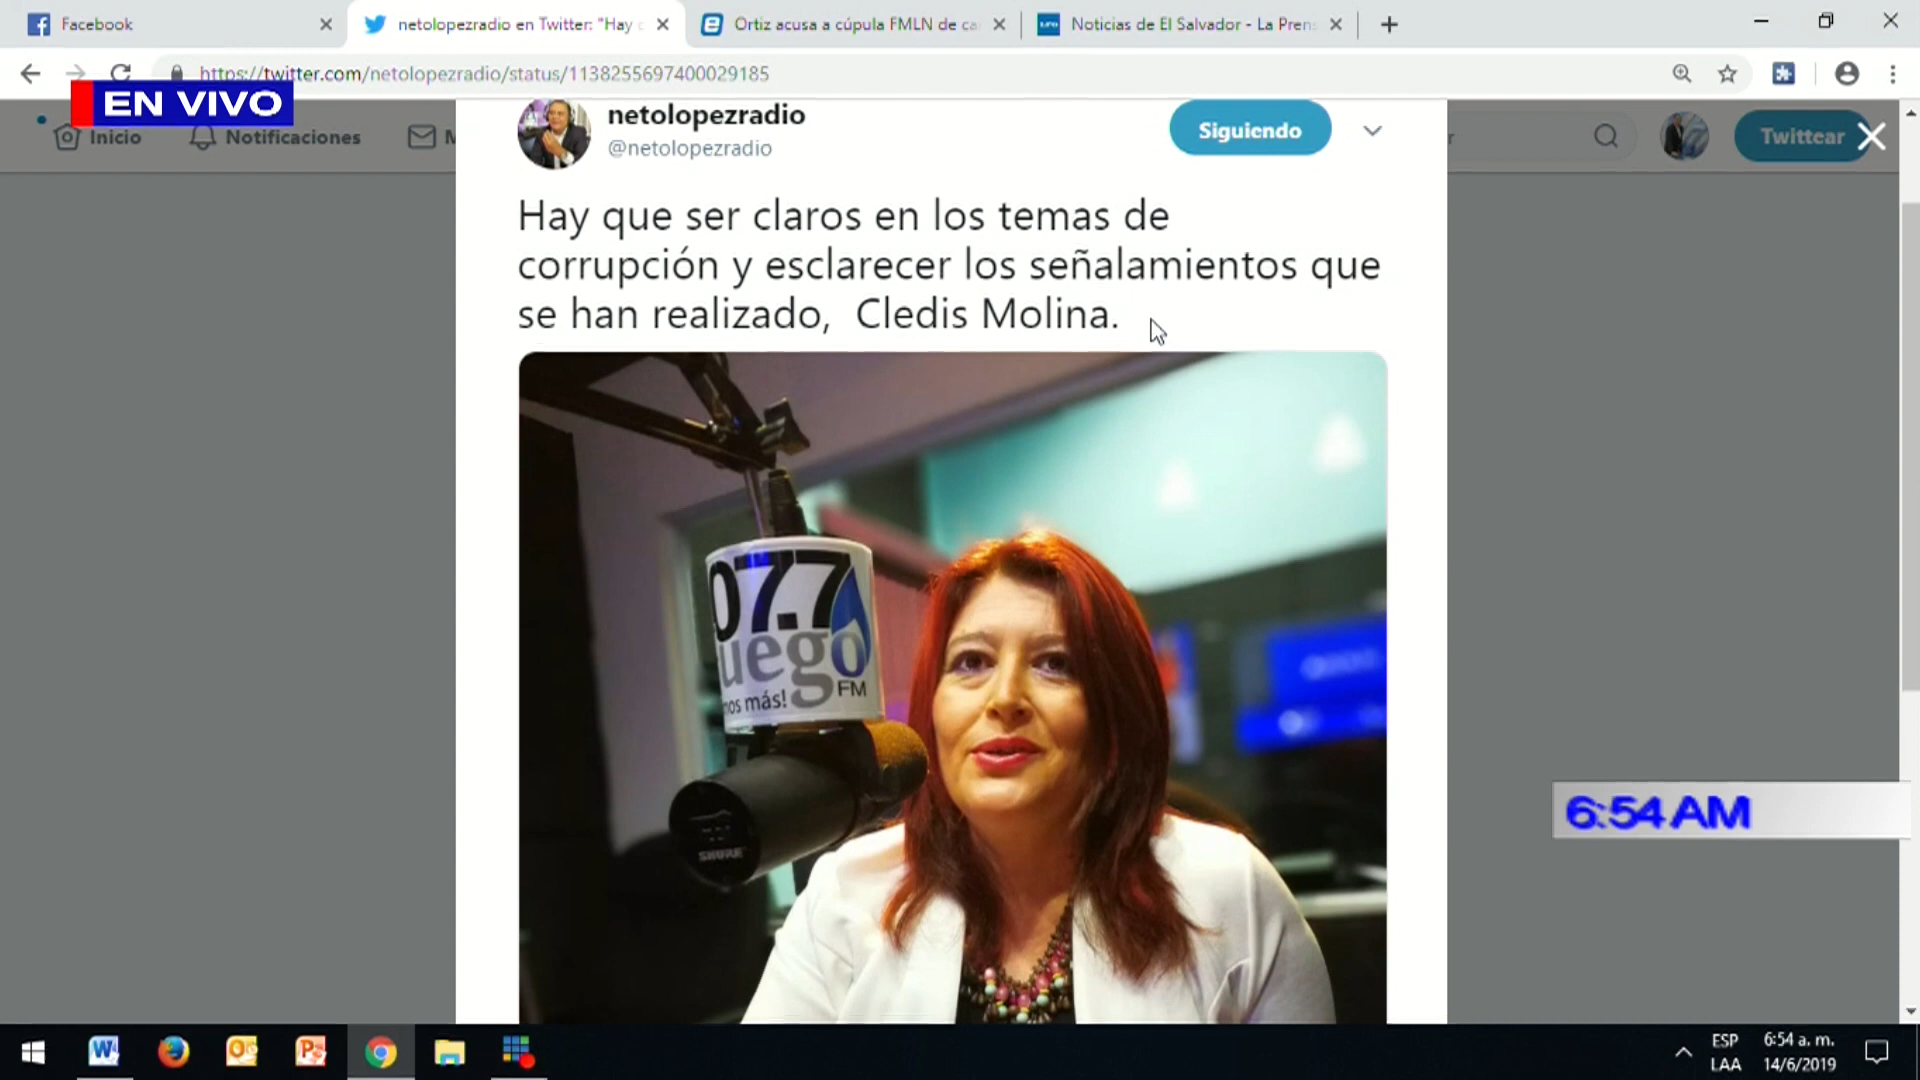 Facebook
netolopezradio en Twitter: "Hay
Ortiz acusa a cúpula FMLN de ca
Noticias de El Salvador - La Pren
https://twitter.com/netolopezradio/status/1138255697400029185
EN VIVO
Inicio
Notificaciones
M
netolopezradio
@netolopezradio
Siguiendo
r
Twittear
Hay que ser claros en los temas de
corrupción y esclarecer los señalamientos que
se han realizado, Cledis Molina.
07.7
uego
FM
nos más!
SHURE
6:54 AM
ESP
LAA
6:54 a. m.
14/6/2019